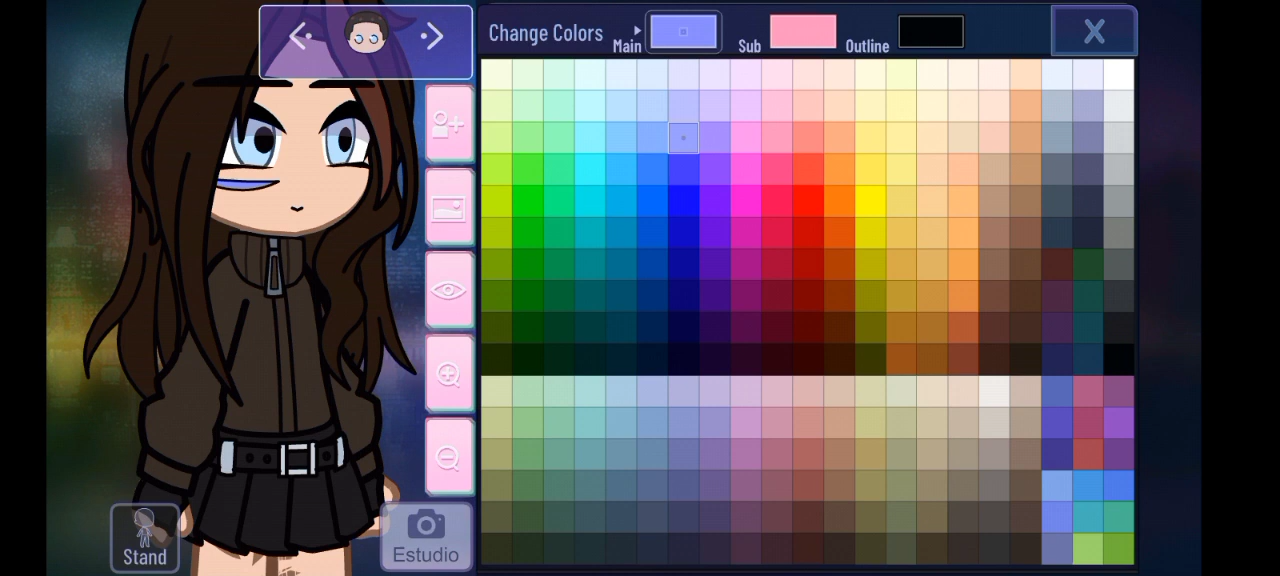 Change Colors
Main
Sub
Outline
X
Stand
Estudio